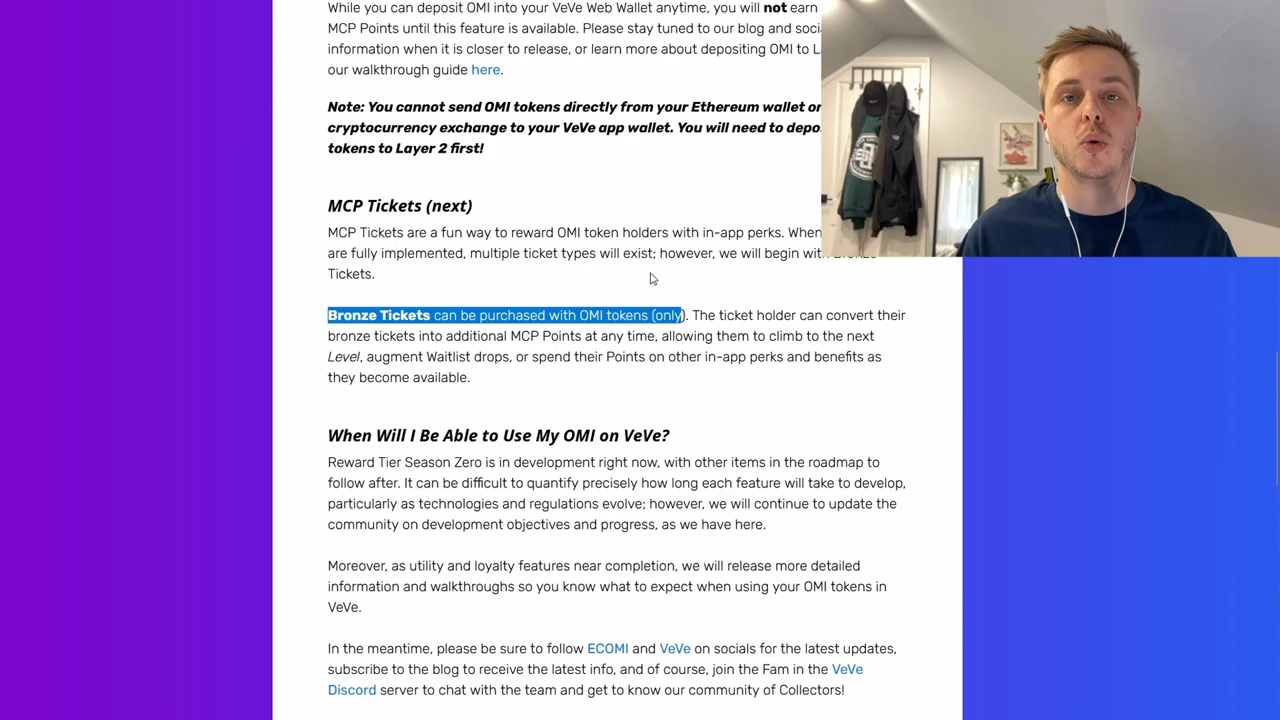 While you can deposit OMI into your VeVe Web Wallet anytime, you will not earn
MCP Points until this feature is available. Please stay tuned to our blog and
information when it is closer to release, or learn more about depositing OMI to
our walkthrough guide here.
Note: You cannot send OMI tokens directly from your Ethereum wallet or
cryptocurrency exchange to your VeVe app wallet. You will need to
tokens to Layer 2 first!
MCP Tickets (next)
MCP Tickets are a fun way to reward OMI token holders with in-app perks. When
are fully implemented, multiple ticket types will exist; however, we will begin with Bronze
Tickets.
Bronze Tickets can be purchased with OMI tokens (only). The ticket holder can convert their
bronze tickets into additional MCP Points at any time, allowing them to climb to the next
Level, augment Waitlist drops, or spend their Points on other in-app perks and benefits as
they become available.
When Will I Be Able to Use My OMI on VeVe?
Reward Tier Season Zero is in development right now, with other items in the roadmap to
follow after. It can be difficult to quantify precisely how long each feature will take to develop,
particularly as technologies and regulations evolve; however, we will continue to update the
community on development objectives and progress, as we have here.
Moreover, as utility and loyalty features near completion, we will release more detailed
information and walkthroughs so you know what to expect when using your OMI tokens in
VeVe.
In the meantime, please be sure to follow ECOMI and VeVe on socials for the latest updates,
subscribe to the blog to receive the latest info, and of course, join the Fam in the VeVe
Discord server to chat with the team and get to know our community of Collectors!